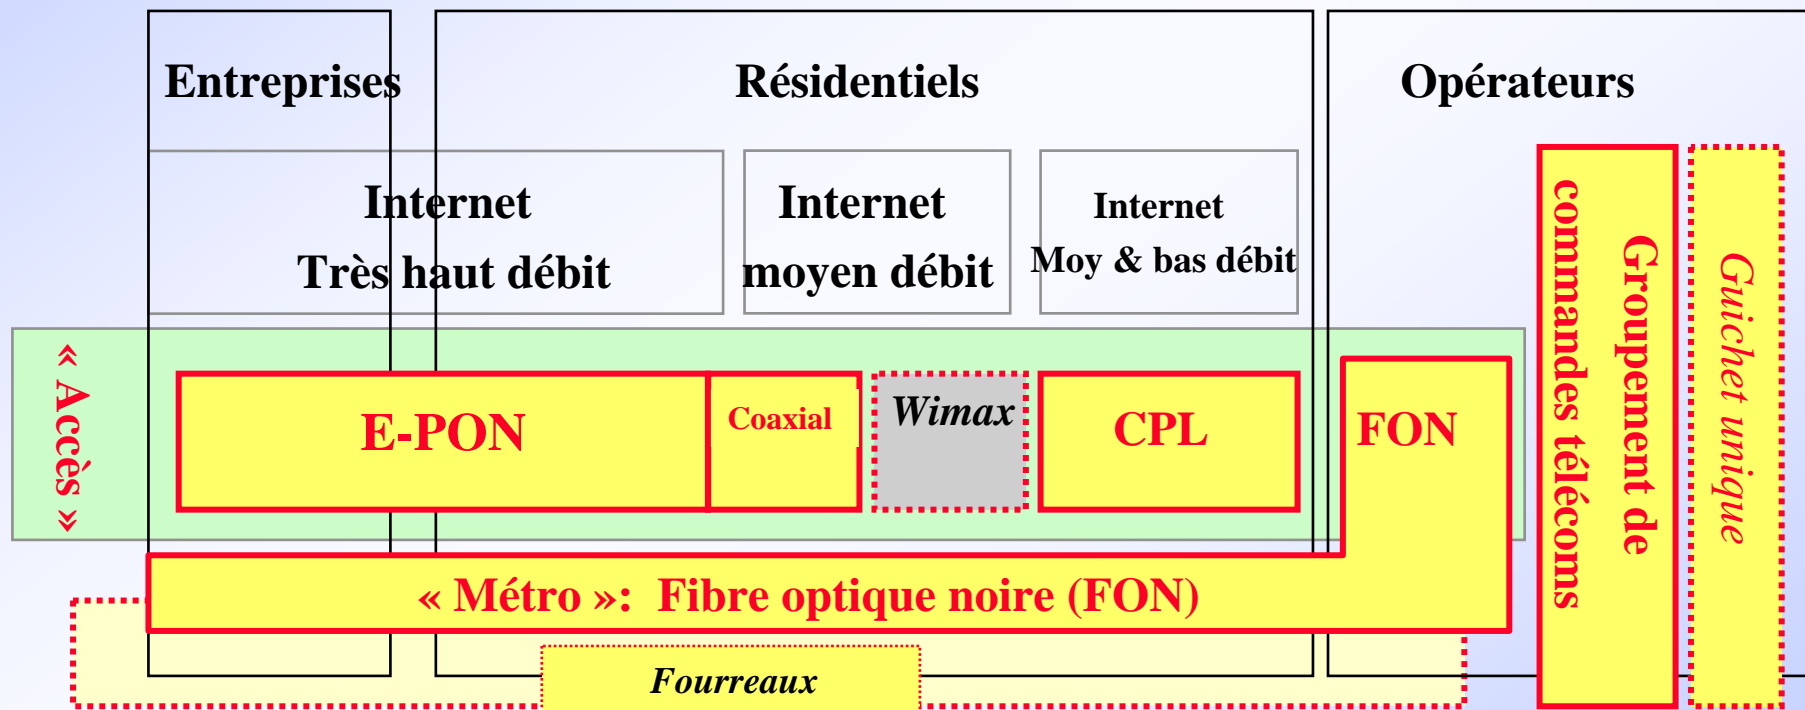 Entreprises
Résidentiels
Opérateurs
Internet
Très haut débit
Internet
moyen débit
Internet
Moy & bas débit
« Accès »
E-PON
Coaxial
Wimax
CPL
FON
« Métro »: Fibre optique noire (FON)
Fourreaux
Groupement de
commandes télécoms
Guichet unique